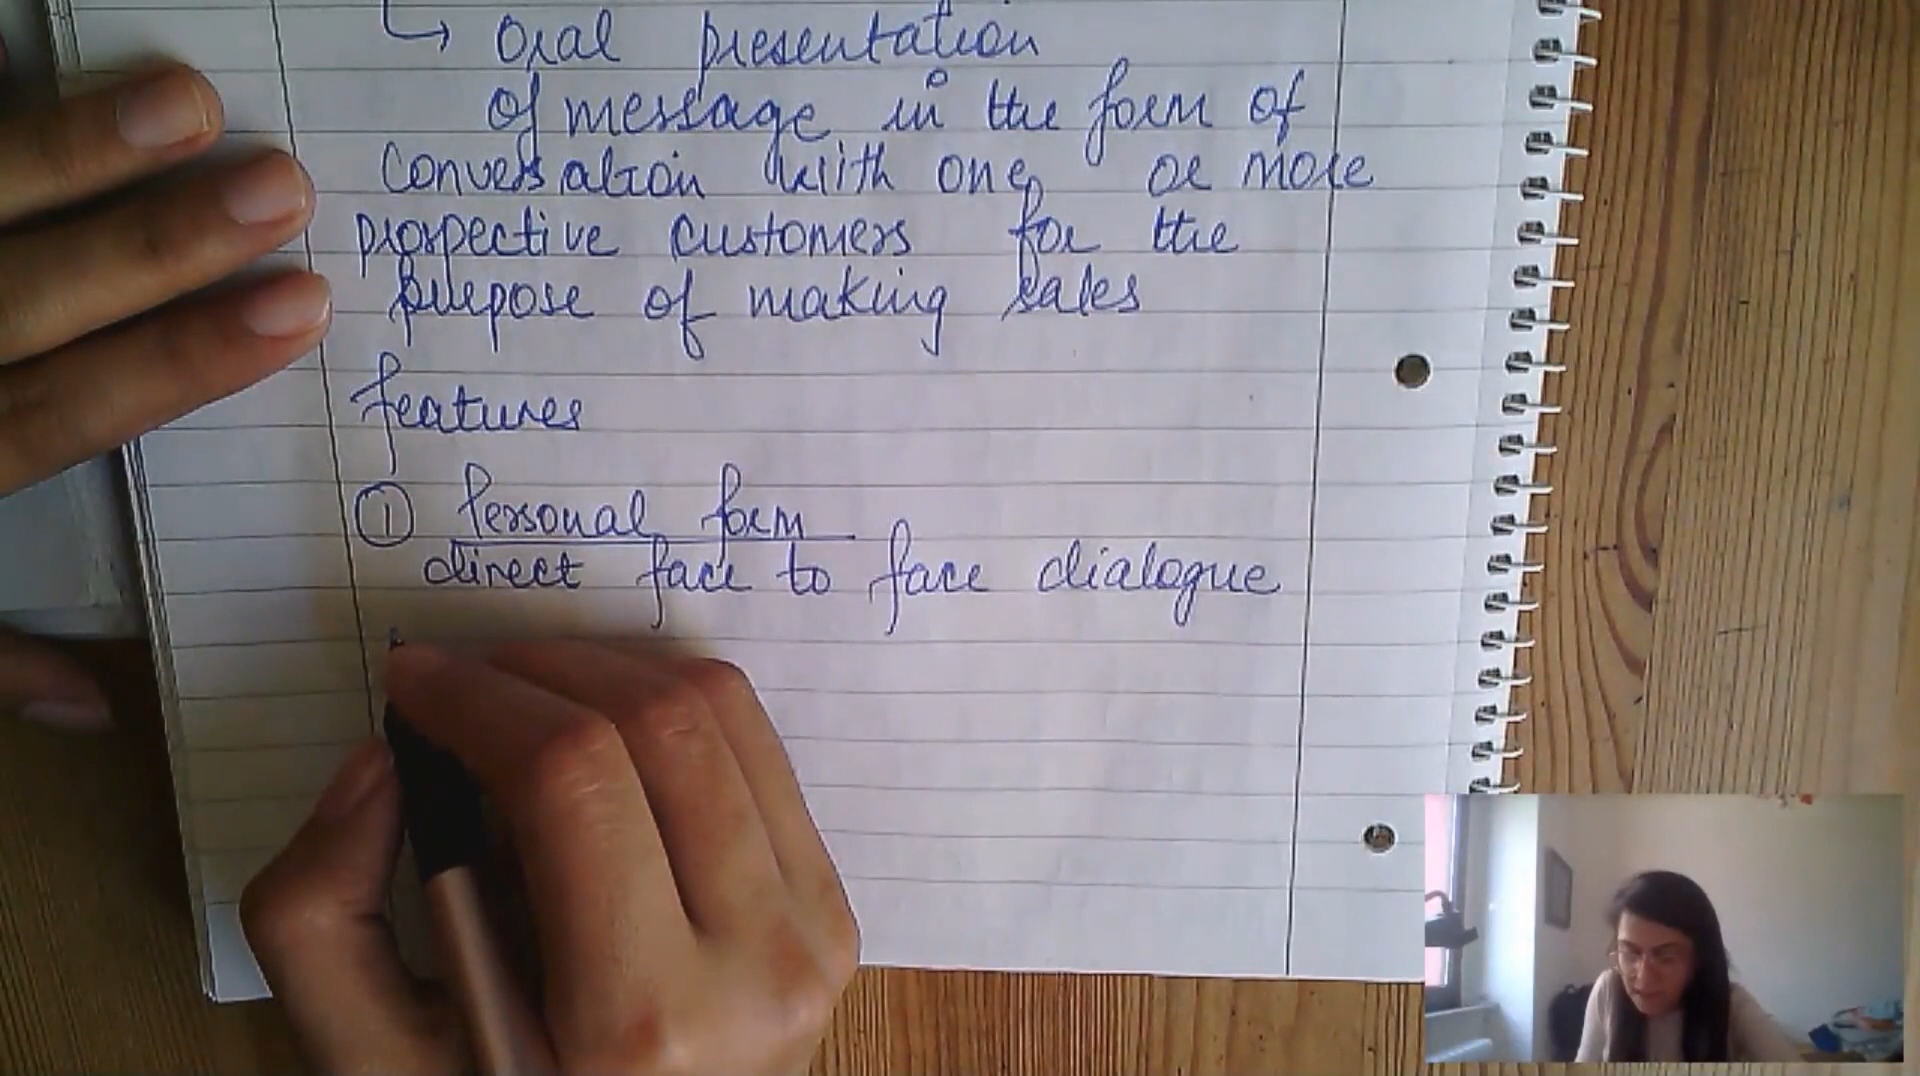 ↳ Oral presentation
of message in the form of
conversation with one or more
prospective customers for the
purpose of making sales
features
① Personal form
direct face to face dialogue